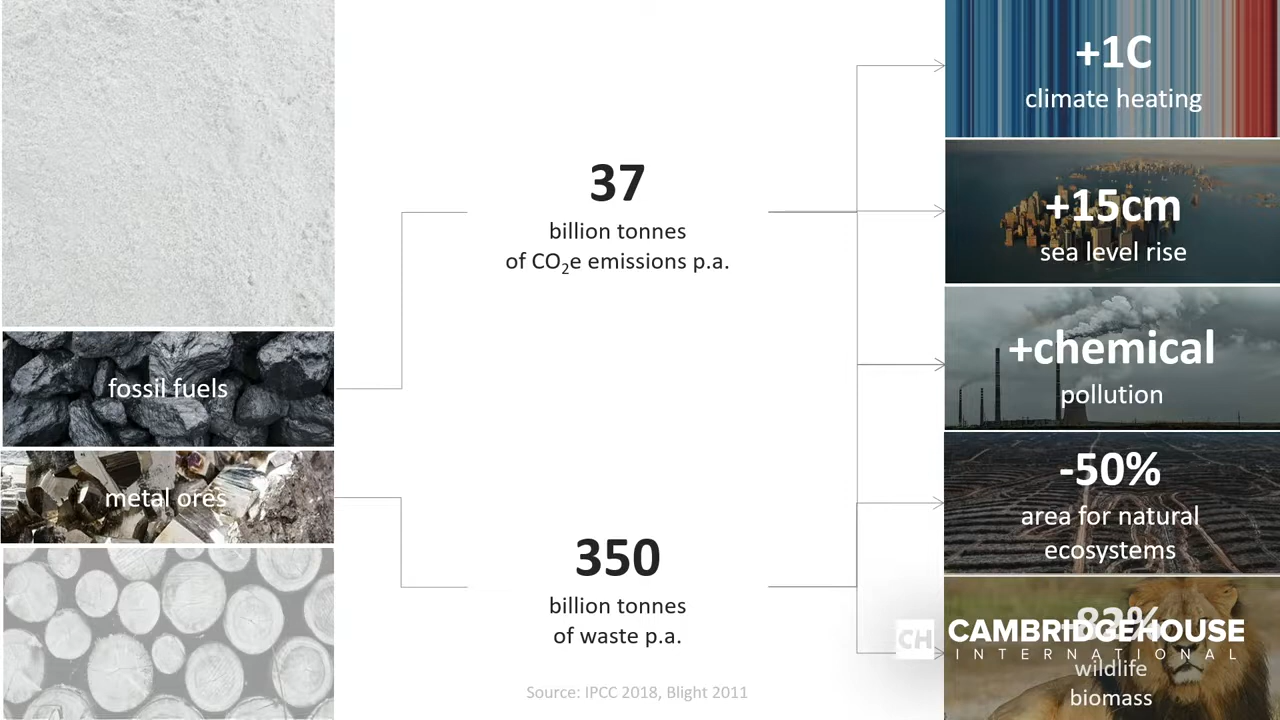 fossil fuels
metal ores
37
billion tonnes
of CO₂e emissions p.a.
350
billion tonnes
of waste p.a.
Source: IPCC 2018, Blight 2011
+1C
climate heating
+15cm
sea level rise
+chemical
pollution
-50%
area for natural
ecosystems
-82%
wildlife
biomass
CH CAMBRIDGE HOUSE
INTERNATIONAL